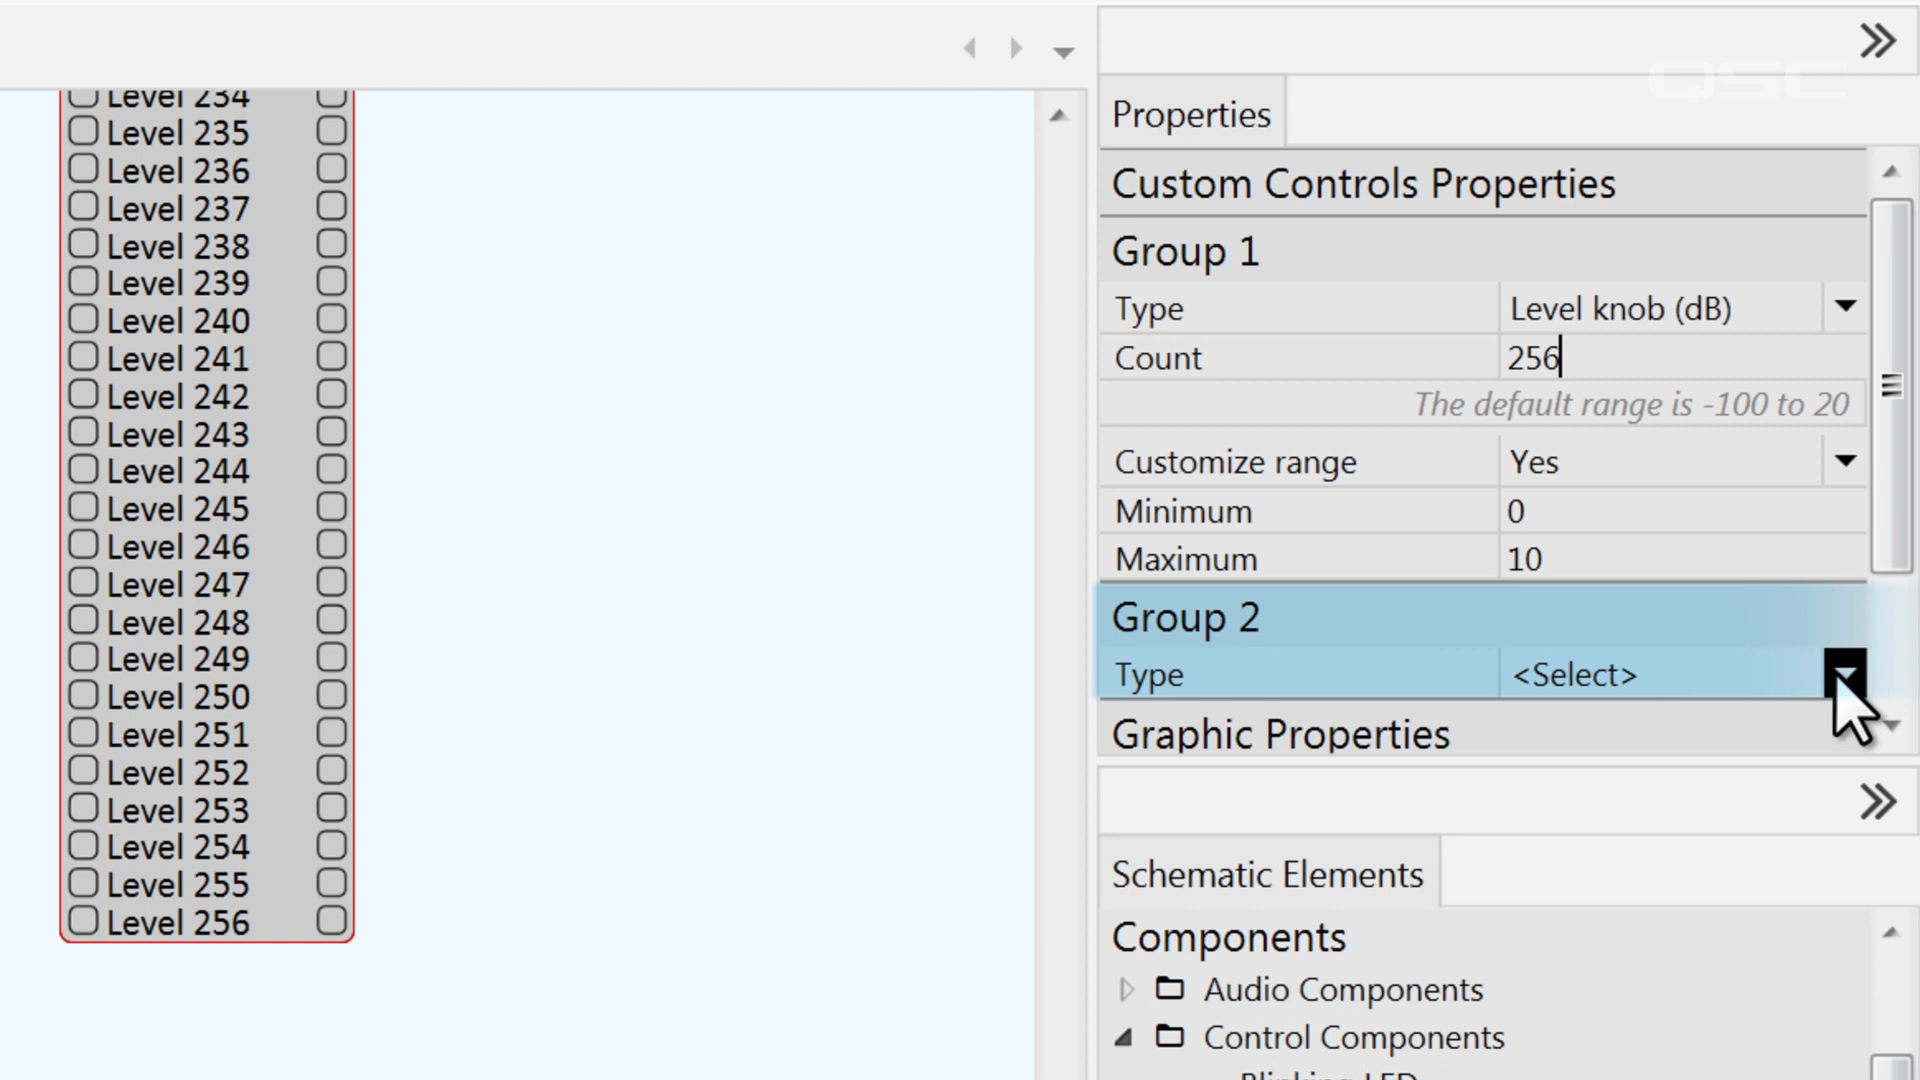 QSC
Level 234
Level 235
Level 236
Level 237
Level 238
Level 239
Level 240
Level 241
Level 242
Level 243
Level 244
Level 245
Level 246
Level 247
Level 248
Level 249
Level 250
Level 251
Level 252
Level 253
Level 254
Level 255
Level 256
Properties
Custom Controls Properties
Group 1
Type Level knob (dB)
Count 256
The default range is -100 to 20
Customize range Yes
Minimum 0
Maximum 10
Group 2
Type <Select>
Graphic Properties
Schematic Elements
Components
Audio Components
Control Components
Blinking LED